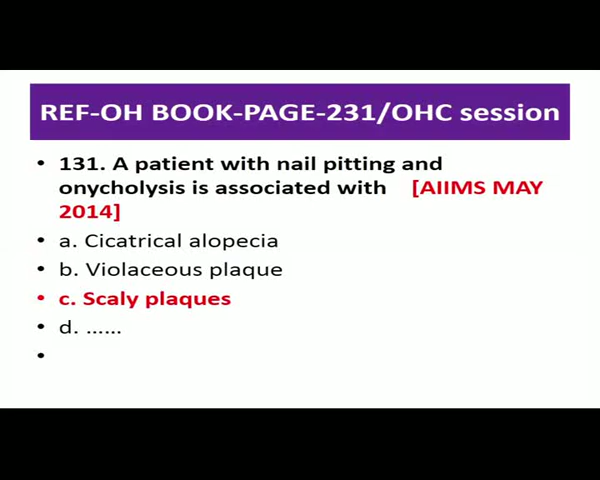 REF-OH BOOK-PAGE-231/OHC session
• 131. A patient with nail pitting and
onycholysis is associated with [AIIMS MAY
2014]
• a. Cicatrical alopecia
• b. Violaceous plaque
• c. Scaly plaques
• d. ......
•